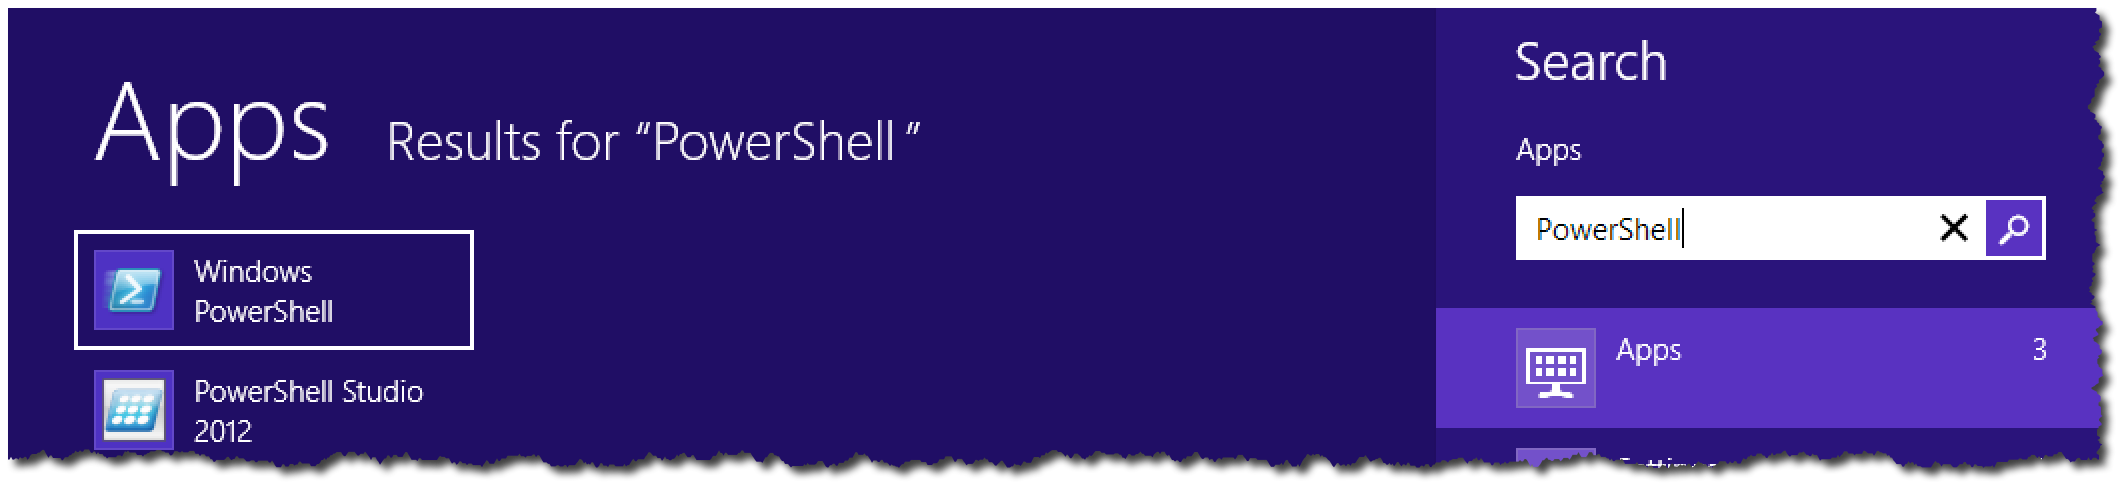 Apps Results for “PowerShell ”
Windows
PowerShell
PowerShell Studio
2012
Search
Apps
PowerShell
Apps 3